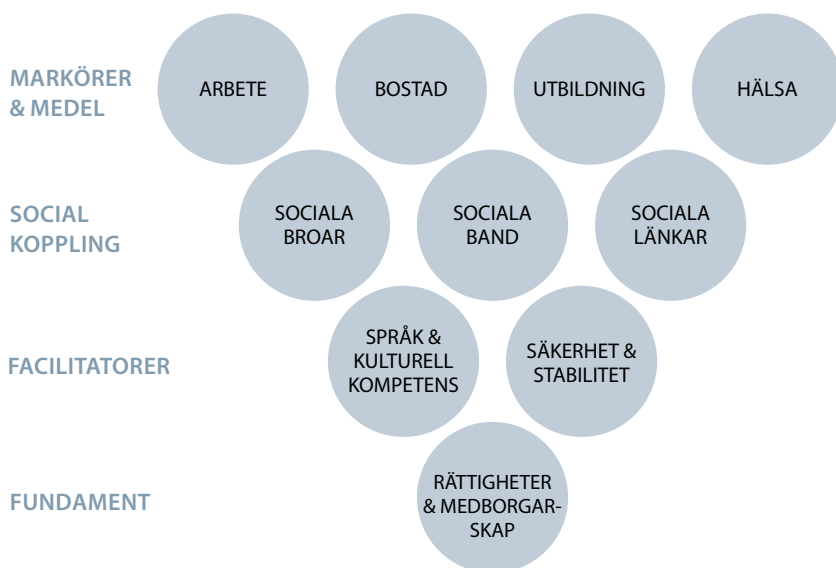 MARKÖRER
& MEDEL
ARBETE
BOSTAD
UTBILDNING
HÄLSA
SOCIAL
KOPPLING
SOCIALA
BROAR
SOCIALA
BAND
SOCIALA
LÄNKAR
FACILITATORER
SPRÅK &
KULTURELL
KOMPETENS
SÄKERHET &
STABILITET
FUNDAMENT
RÄTTIGHETER
& MEDBORGAR-
SKAP